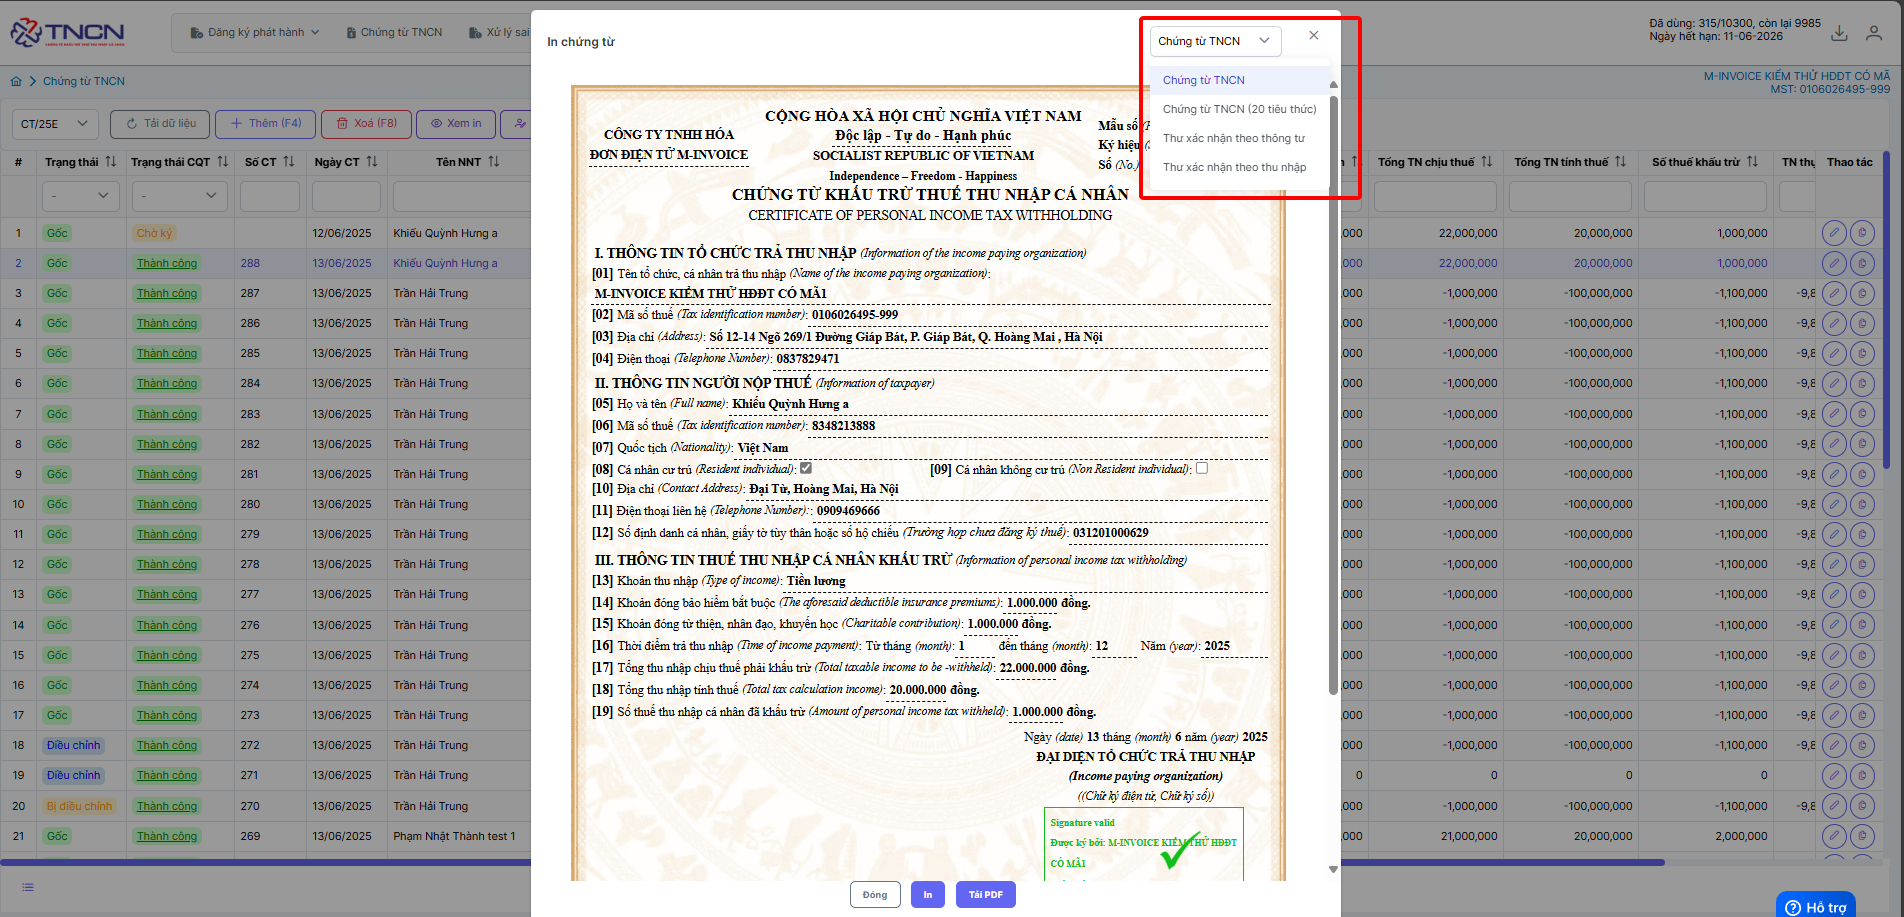 TNCN
Đăng ký phát hành
Chứng từ TNCN
Xử lý sai
Đã dùng: 315/10300, còn lại 9985
Ngày hết hạn: 11-06-2026
Chứng từ TNCN
M-INVOICE KIỂM THỬ HĐĐT CÓ MÃ
MST: 0106026495-999
CT/25E
Tải dữ liệu
Thêm (F4)
Xoá (F8)
Xem in
# Trạng thái Trạng thái CQT Số CT Ngày CT Tên NNT Tổng TN chịu thuế Tổng TN tính thuế Số thuế khấu trừ TN thụ Thao tác
- -
1 Gốc Chờ ký 12/06/2025 Khiếu Quỳnh Hưng a ,000 22,000,000 20,000,000 1,000,000
2 Gốc Thành công 288 13/06/2025 Khiếu Quỳnh Hưng a ,000 22,000,000 20,000,000 1,000,000
3 Gốc Thành công 287 13/06/2025 Trần Hải Trung ,000 -1,000,000 -100,000,000 -1,100,000 -9,8
4 Gốc Thành công 286 13/06/2025 Trần Hải Trung ,000 -1,000,000 -100,000,000 -1,100,000 -9,8
5 Gốc Thành công 285 13/06/2025 Trần Hải Trung ,000 -1,000,000 -100,000,000 -1,100,000 -9,8
6 Gốc Thành công 284 13/06/2025 Trần Hải Trung ,000 -1,000,000 -100,000,000 -1,100,000 -9,8
7 Gốc Thành công 283 13/06/2025 Trần Hải Trung ,000 -1,000,000 -100,000,000 -1,100,000 -9,8
8 Gốc Thành công 282 13/06/2025 Trần Hải Trung ,000 -1,000,000 -100,000,000 -1,100,000 -9,8
9 Gốc Thành công 281 13/06/2025 Trần Hải Trung ,000 -1,000,000 -100,000,000 -1,100,000 -9,8
10 Gốc Thành công 280 13/06/2025 Trần Hải Trung ,000 -1,000,000 -100,000,000 -1,100,000 -9,8
11 Gốc Thành công 279 13/06/2025 Trần Hải Trung ,000 -1,000,000 -100,000,000 -1,100,000 -9,8
12 Gốc Thành công 278 13/06/2025 Trần Hải Trung ,000 -1,000,000 -100,000,000 -1,100,000 -9,8
13 Gốc Thành công 277 13/06/2025 Trần Hải Trung ,000 -1,000,000 -100,000,000 -1,100,000 -9,8
14 Gốc Thành công 276 13/06/2025 Trần Hải Trung ,000 -1,000,000 -100,000,000 -1,100,000 -9,8
15 Gốc Thành công 275 13/06/2025 Trần Hải Trung ,000 -1,000,000 -100,000,000 -1,100,000 -9,8
16 Gốc Thành công 274 13/06/2025 Trần Hải Trung ,000 -1,000,000 -100,000,000 -1,100,000 -9,8
17 Gốc Thành công 273 13/06/2025 Trần Hải Trung ,000 -1,000,000 -100,000,000 -1,100,000 -9,8
18 Điều chỉnh Thành công 272 13/06/2025 Trần Hải Trung ,000 -1,000,000 -100,000,000 -1,100,000 -9,8
19 Điều chỉnh Thành công 271 13/06/2025 Trần Hải Trung 0 0 0 0
20 Bị điều chỉnh Thành công 270 13/06/2025 Trần Hải Trung ,000 -1,000,000 -100,000,000 -1,100,000 -9,8
21 Gốc Thành công 269 13/06/2025 Phạm Nhật Thành test 1 ,000 21,000,000 20,000,000 2,000,000
Hỗ trợ
In chứng từ
Chứng từ TNCN
Chứng từ TNCN
Chứng từ TNCN (20 tiêu thức)
Thư xác nhận theo thông tư
Thư xác nhận theo thu nhập
CÔNG TY TNHH HÓA
ĐƠN ĐIỆN TỬ M-INVOICE
CỘNG HÒA XÃ HỘI CHỦ NGHĨA VIỆT NAM
Độc lập - Tự do - Hạnh phúc
SOCIALIST REPUBLIC OF VIETNAM
Independence – Freedom - Happiness
Mẫu số
Ký hiệu
Số (No.)
CHỨNG TỪ KHẤU TRỪ THUẾ THU NHẬP CÁ NHÂN
CERTIFICATE OF PERSONAL INCOME TAX WITHHOLDING
I. THÔNG TIN TỔ CHỨC TRẢ THU NHẬP (Information of the income paying organization)
[01] Tên tổ chức, cá nhân trả thu nhập (Name of the income paying organization):
M-INVOICE KIỂM THỬ HĐĐT CÓ MÃ1
[02] Mã số thuế (Tax identification number): 0106026495-999
[03] Địa chỉ (Address): Số 12-14 Ngõ 269/1 Đường Giáp Bát, P. Giáp Bát, Q. Hoàng Mai , Hà Nội
[04] Điện thoại (Telephone Number): 0837829471
II. THÔNG TIN NGƯỜI NỘP THUẾ (Information of taxpayer)
[05] Họ và tên (Full name): Khiếu Quỳnh Hưng a
[06] Mã số thuế (Tax identification number): 8348213888
[07] Quốc tịch (Nationality): Việt Nam
[08] Cá nhân cư trú (Resident individual): [09] Cá nhân không cư trú (Non Resident individual):
[10] Địa chỉ (Contact Address): Đại Từ, Hoàng Mai, Hà Nội
[11] Điện thoại liên hệ (Telephone Number):: 0909469666
[12] Số định danh cá nhân, giấy tờ tùy thân hoặc số hộ chiếu (Trường hợp chưa đăng ký thuế): 031201000629
III. THÔNG TIN THUẾ THU NHẬP CÁ NHÂN KHẤU TRỪ (Information of personal income tax withholding)
[13] Khoản thu nhập (Type of income): Tiền lương
[14] Khoản đóng bảo hiểm bắt buộc (The aforesaid deductible insurance premiums): 1.000.000 đồng.
[15] Khoản đóng từ thiện, nhân đạo, khuyến học (Charitable contribution): 1.000.000 đồng.
[16] Thời điểm trả thu nhập (Time of income payment): Từ tháng (month): 1 đến tháng (month): 12 Năm (year): 2025
[17] Tổng thu nhập chịu thuế phải khấu trừ (Total taxable income to be -withheld): 22.000.000 đồng.
[18] Tổng thu nhập tính thuế (Total tax calculation income): 20.000.000 đồng.
[19] Số thuế thu nhập cá nhân đã khấu trừ (Amount of personal income tax withheld): 1.000.000 đồng.
Ngày (date) 13 tháng (month) 6 năm (year) 2025
ĐẠI DIỆN TỔ CHỨC TRẢ THU NHẬP
(Income paying organization)
((Chữ ký điện tử, Chữ ký số))
Signature valid
Được ký bởi: M-INVOICE KIỂM THỬ HĐĐT
CÓ MÃ1
Đóng
In
Tải PDF